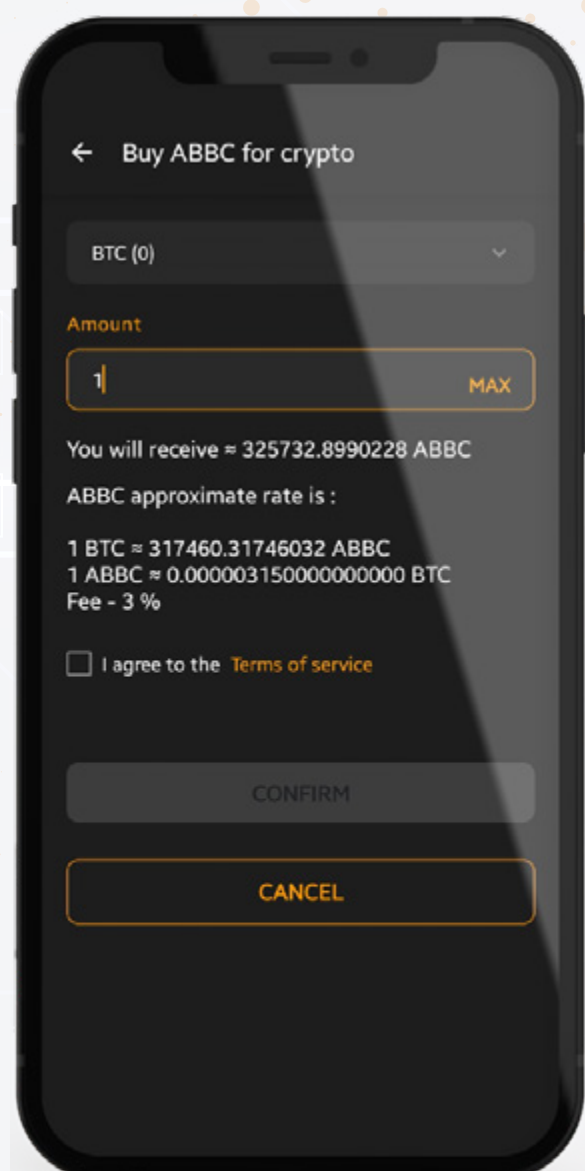 ← Buy ABBC for crypto
BTC (0)
Amount
1
MAX
You will receive ≈ 325732.8990228 ABBC
ABBC approximate rate is :
1 BTC ≈ 317460.31746032 ABBC
1 ABBC ≈ 0.000003150000000000 BTC
Fee - 3 %
I agree to the Terms of service
CONFIRM
CANCEL